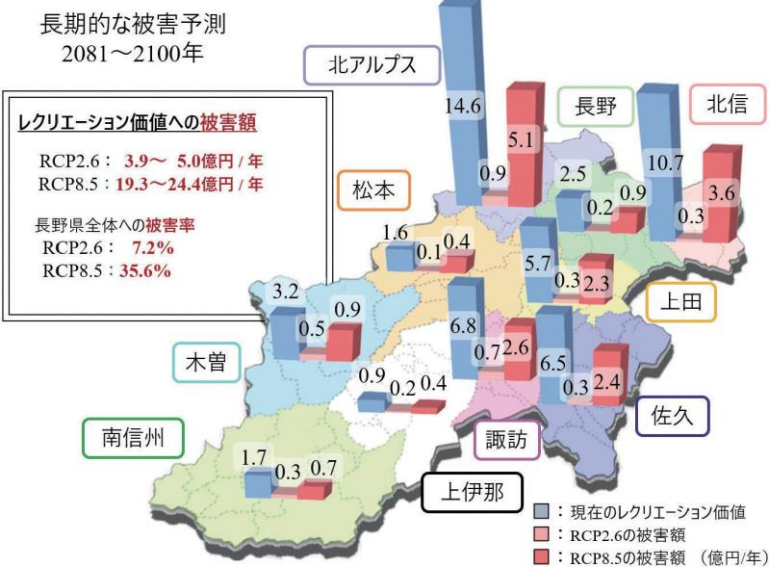 長期的な被害予測
2081〜2100年
レクリエーション価値への被害額
RCP2.6： 3.9〜 5.0億円 / 年
RCP8.5：19.3〜24.4億円 / 年
長野県全体への被害率
RCP2.6： 7.2%
RCP8.5：35.6%
北アルプス
14.6
0.9
5.1
長野
2.5
0.2
0.9
北信
10.7
0.3
3.6
松本
1.6
0.1
0.4
上田
5.7
0.3
2.3
木曽
3.2
0.5
0.9
諏訪
6.8
0.7
2.6
佐久
6.5
0.3
2.4
上伊那
0.9
0.2
0.4
南信州
1.7
0.3
0.7
：現在のレクリエーション価値
：RCP2.6の被害額
：RCP8.5の被害額 （億円/年）